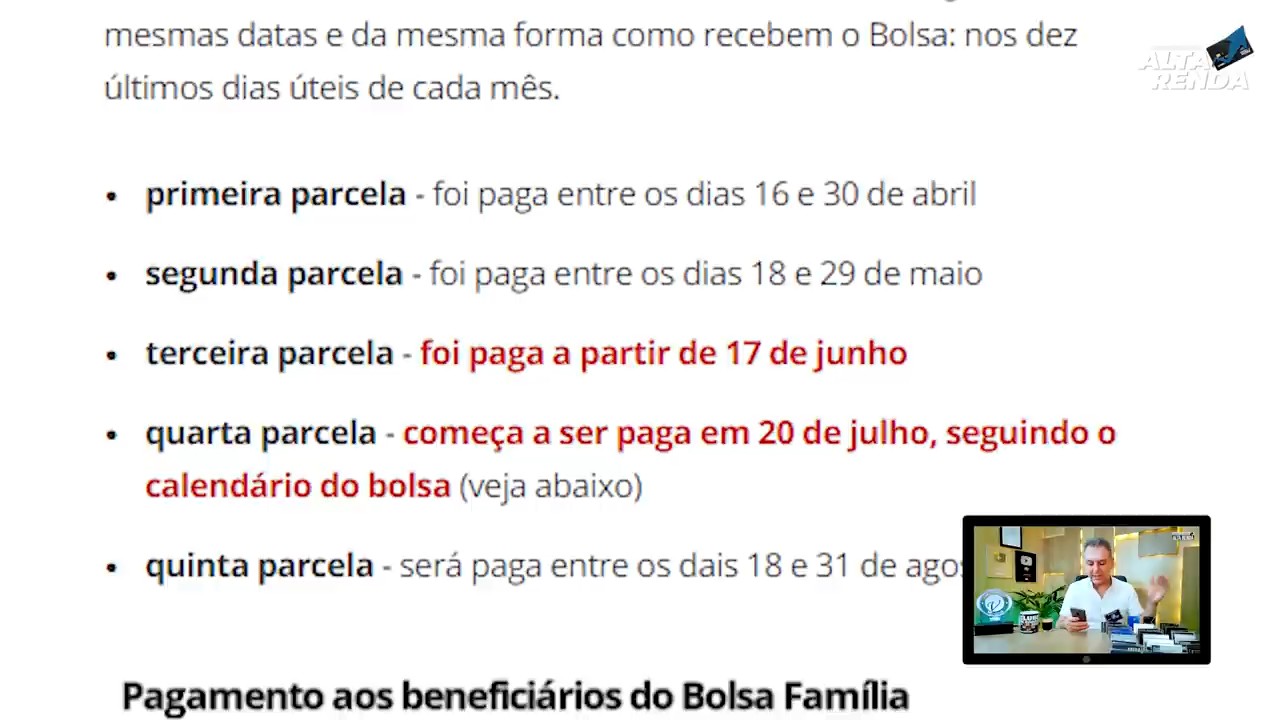 mesmas datas e da mesma forma como recebem o Bolsa: nos dez
últimos dias úteis de cada mês.
• primeira parcela - foi paga entre os dias 16 e 30 de abril
• segunda parcela - foi paga entre os dias 18 e 29 de maio
• terceira parcela - foi paga a partir de 17 de junho
• quarta parcela - começa a ser paga em 20 de julho, seguindo o
calendário do bolsa (veja abaixo)
• quinta parcela - será paga entre os dais 18 e 31 de agos
Pagamento aos beneficiários do Bolsa Família
ALTA
RENDA